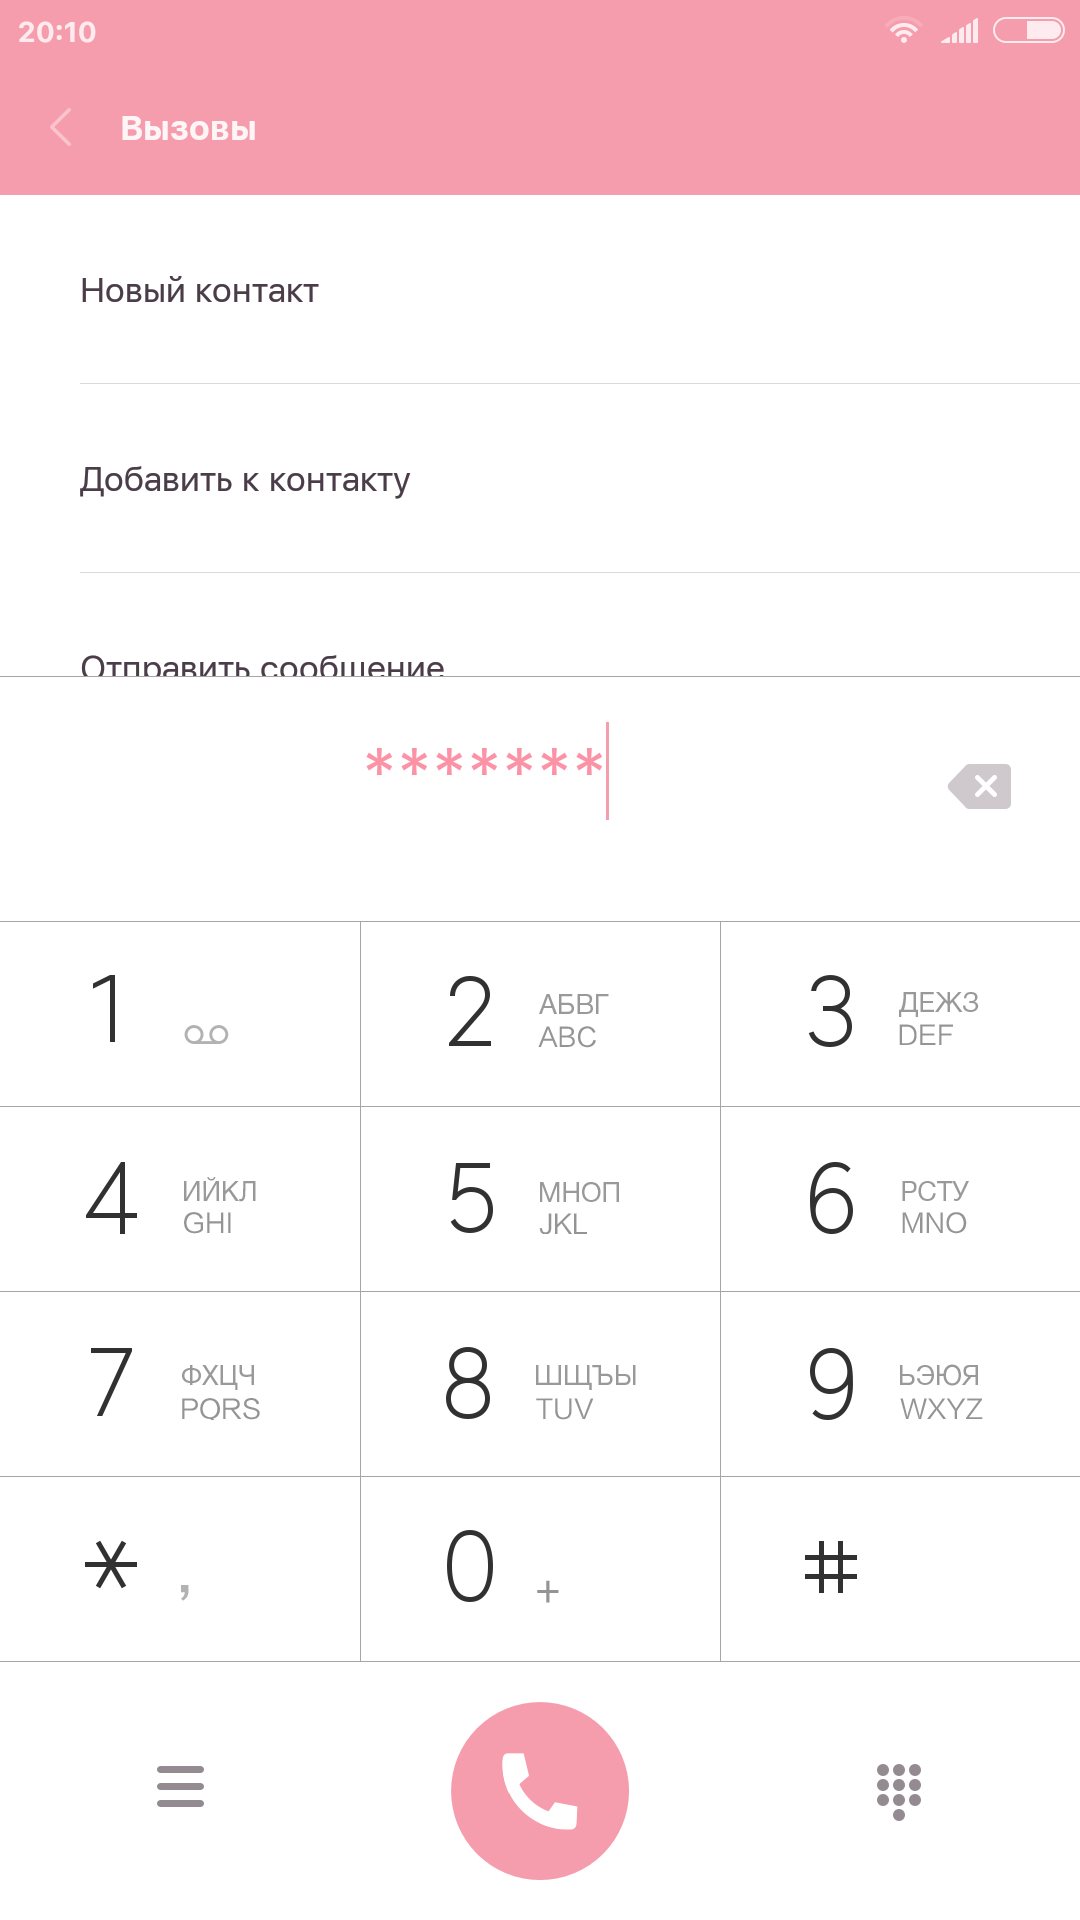 20:10
Вызовы
Новый контакт
Добавить к контакту
Отправить сообщение
*******
1
2 АБВГ
ABC
3 ДЕЖЗ
DEF
4 ИЙКЛ
GHI
5 МНОП
JKL
6 РСТУ
MNO
7 ФХЦЧ
PQRS
8 ШЩЪЫ
TUV
9 ЬЭЮЯ
WXYZ
* ,
0 +
#